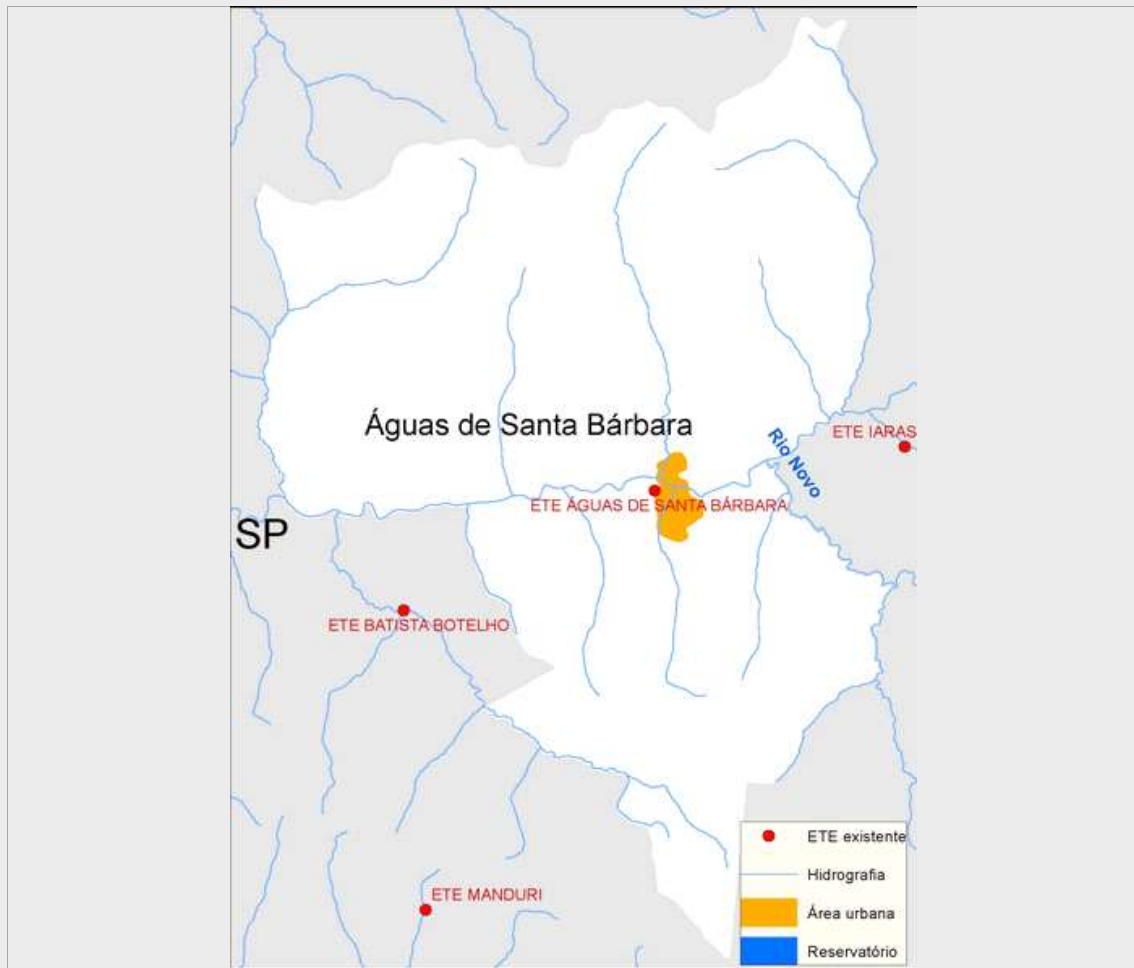 Águas de Santa Bárbara
Rio Novo
ETE IARAS
ETE ÁGUAS DE SANTA BÁRBARA
SP
ETE BATISTA BOTELHO
ETE MANDURI
ETE existente
Hidrografia
Área urbana
Reservatório